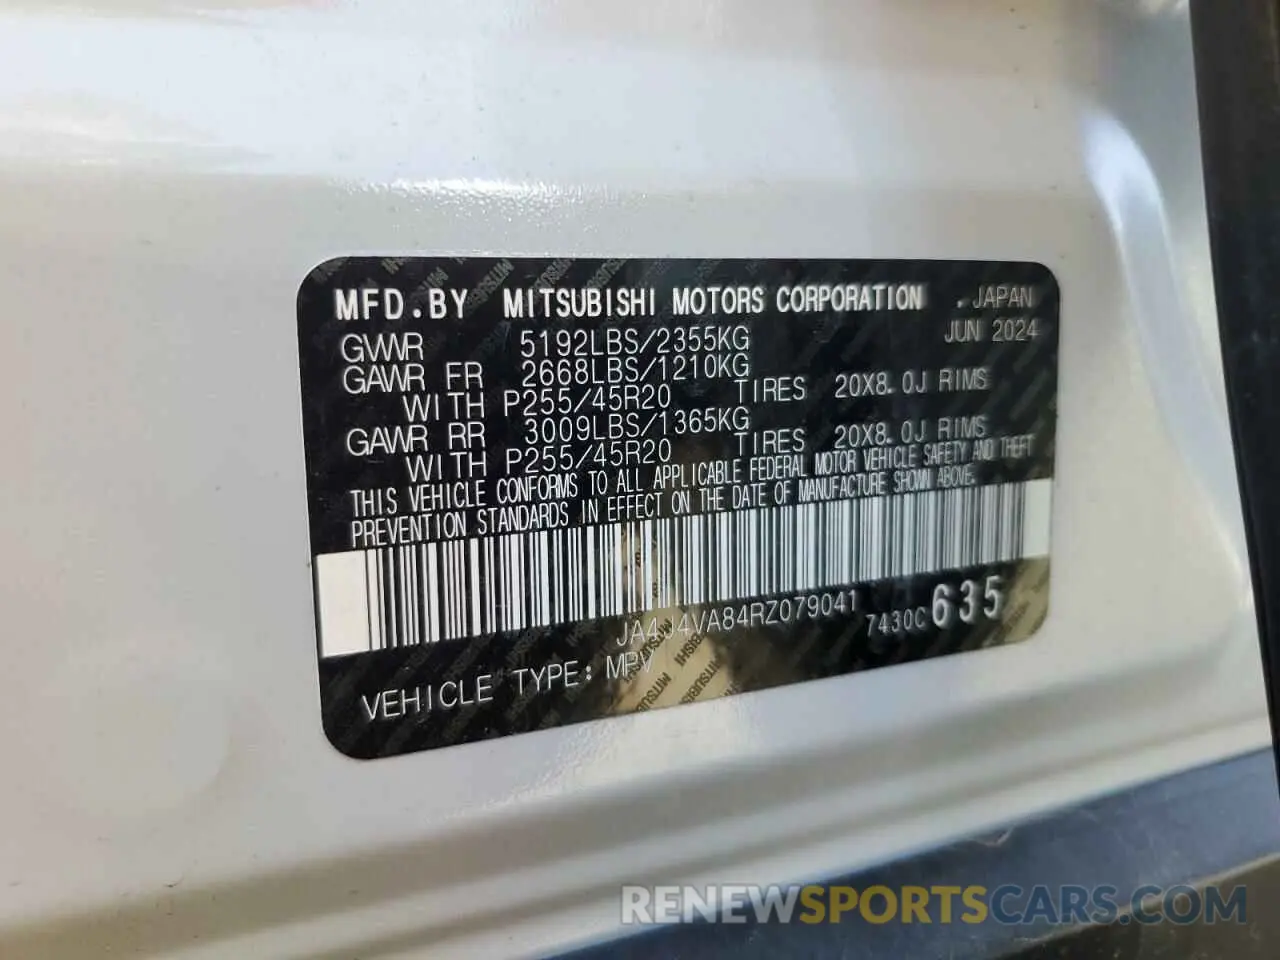 MFD.BY MITSUBISHI MOTORS CORPORATION . JAPAN
GVWR 5192LBS/2355KG JUN 2024
GAWR FR 2668LBS/1210KG
WITH P255/45R20 TIRES 20X8.0J RIMS
GAWR RR 3009LBS/1365KG
WITH P255/45R20 TIRES 20X8.0J RIMS
THIS VEHICLE CONFORMS TO ALL APPLICABLE FEDERAL MOTOR VEHICLE SAFETY AND THEFT
PREVENTION STANDARDS IN EFFECT ON THE DATE OF MANUFACTURE SHOWN ABOVE.
JA4J4VA84RZ079041 7430C 635
VEHICLE TYPE: MPV
RENEWSPORTSCARS.COM